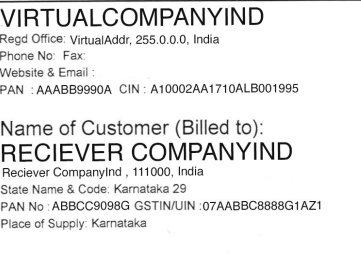 VIRTUALCOMPANYIND
Regd Office: VirtualAddr, 255.0.0.0, India
Phone No: Fax:
Website & Email :
PAN : AAABB9990A CIN : A10002AA1710ALB001995
Name of Customer (Billed to):
RECIEVER COMPANYIND
Reciever CompanyInd , 111000, India
State Name & Code: Karnataka 29
PAN No : ABBCC9098G GSTIN/UIN :07AABBC8888G1AZ1
Place of Supply: Karnataka